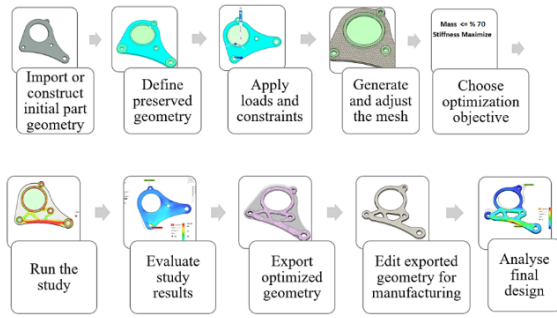 Mass <= % 70
Stiffness Maximize
Import or
construct
initial part
geometry
Define
preserved
geometry
Apply
loads and
constraints
Generate
and adjust
the mesh
Choose
optimization
objective
Run the
study
Evaluate
study
results
Export
optimized
geometry
Edit exported
geometry for
manufacturing
Analyse
final
design